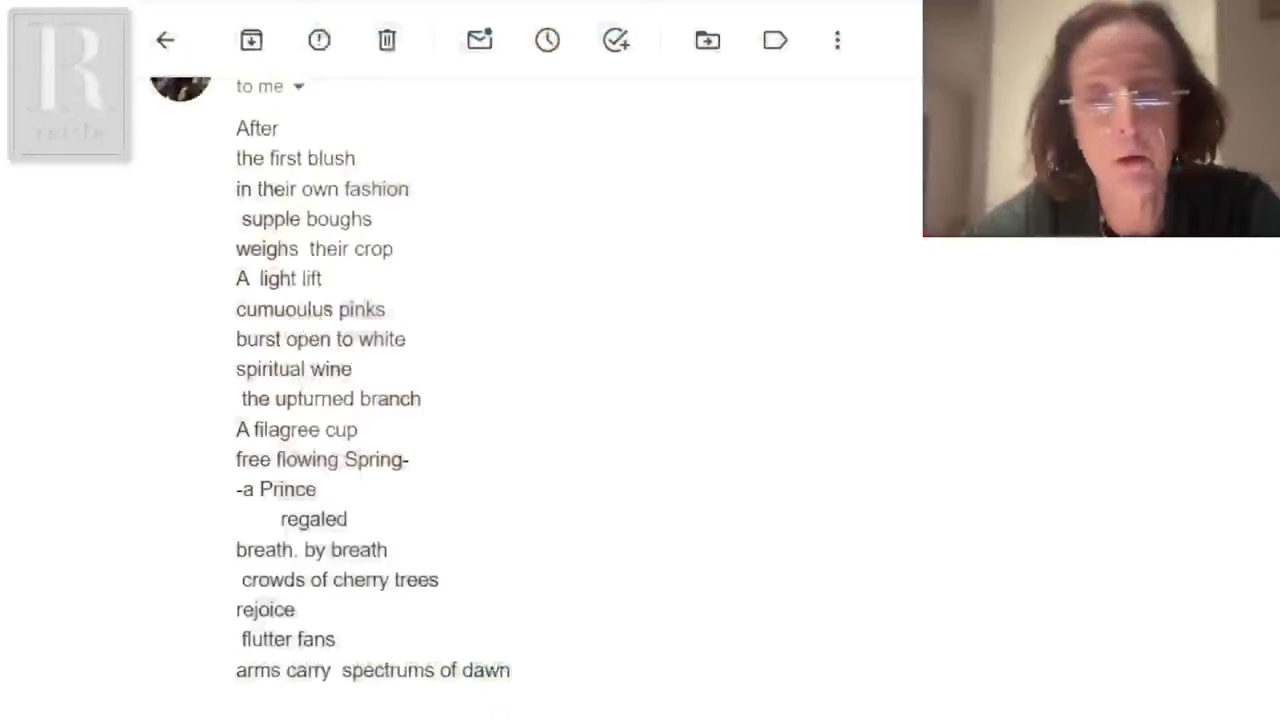 R
rattle
to me
After
the first blush
in their own fashion
supple boughs
weighs their crop
A light lift
cumuoulus pinks
burst open to white
spiritual wine
the upturned branch
A filagree cup
free flowing Spring-
-a Prince
regaled
breath. by breath
crowds of cherry trees
rejoice
flutter fans
arms carry spectrums of dawn